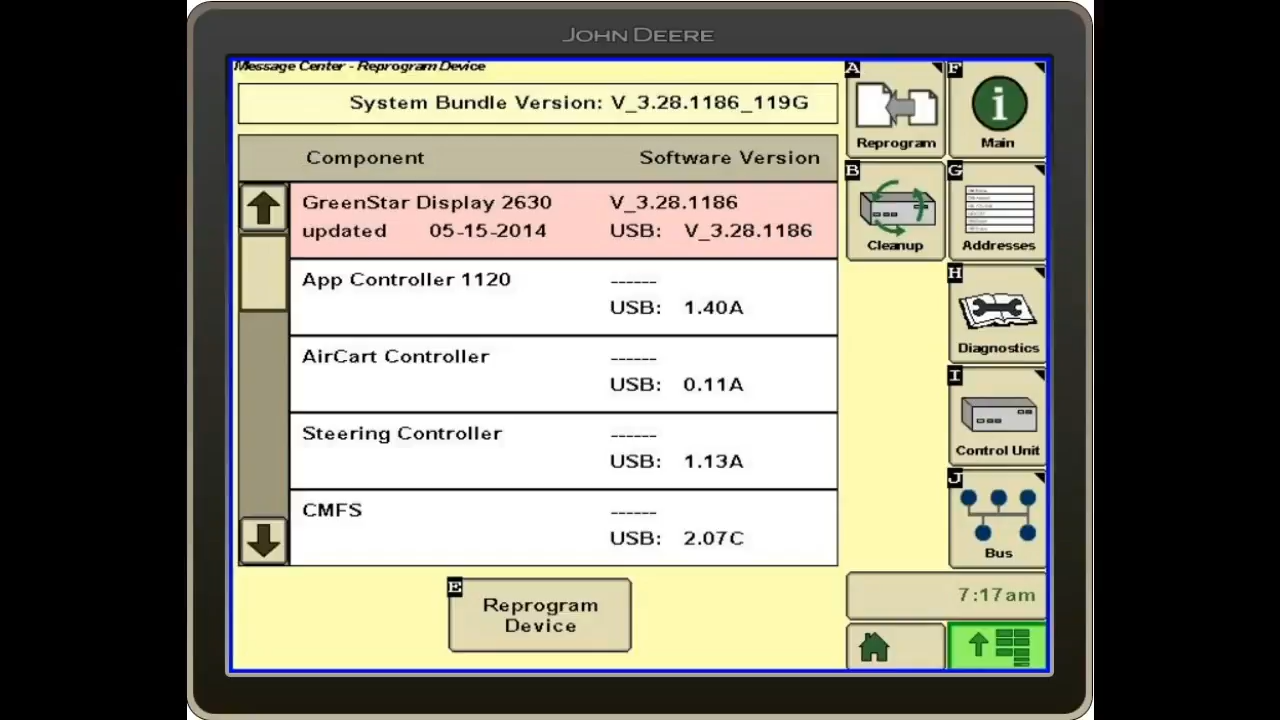 JOHN DEERE
Message Center - Reprogram Device
System Bundle Version: V_3.28.1186_119G
Component Software Version
GreenStar Display 2630 V_3.28.1186
updated 05-15-2014 USB: V_3.28.1186
App Controller 1120 ------
USB: 1.40A
AirCart Controller ------
USB: 0.11A
Steering Controller ------
USB: 1.13A
CMFS ------
USB: 2.07C
E
Reprogram
Device
A
Reprogram
F
i
Main
B
Cleanup
G
Addresses
H
Diagnostics
I
Control Unit
J
Bus
7:17am